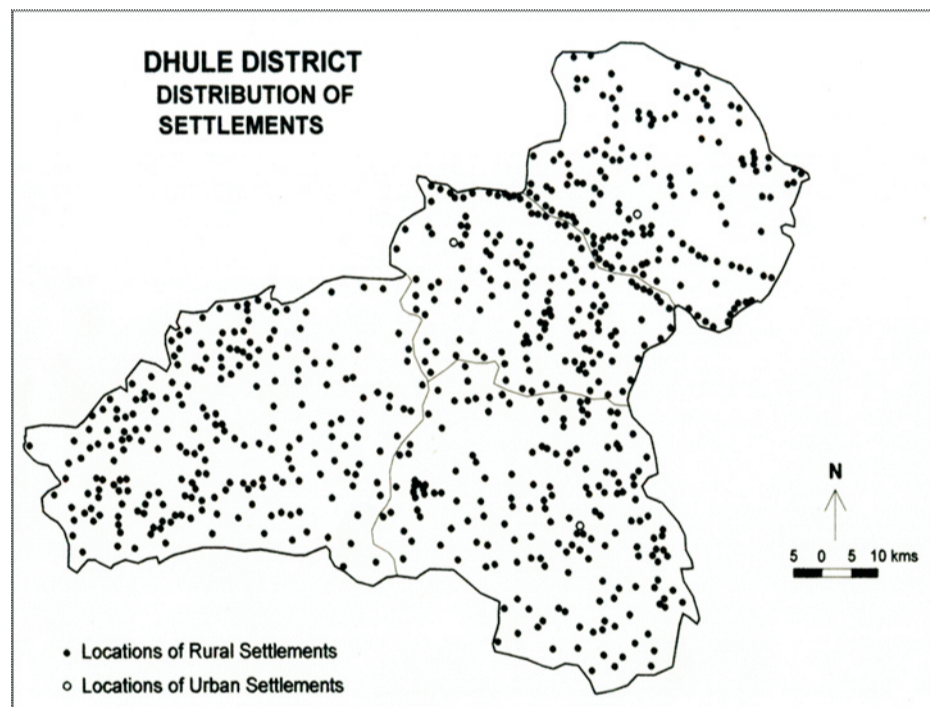 DHULE DISTRICT
DISTRIBUTION OF
SETTLEMENTS
N
5 0 5 10 kms
Locations of Rural Settlements
Locations of Urban Settlements